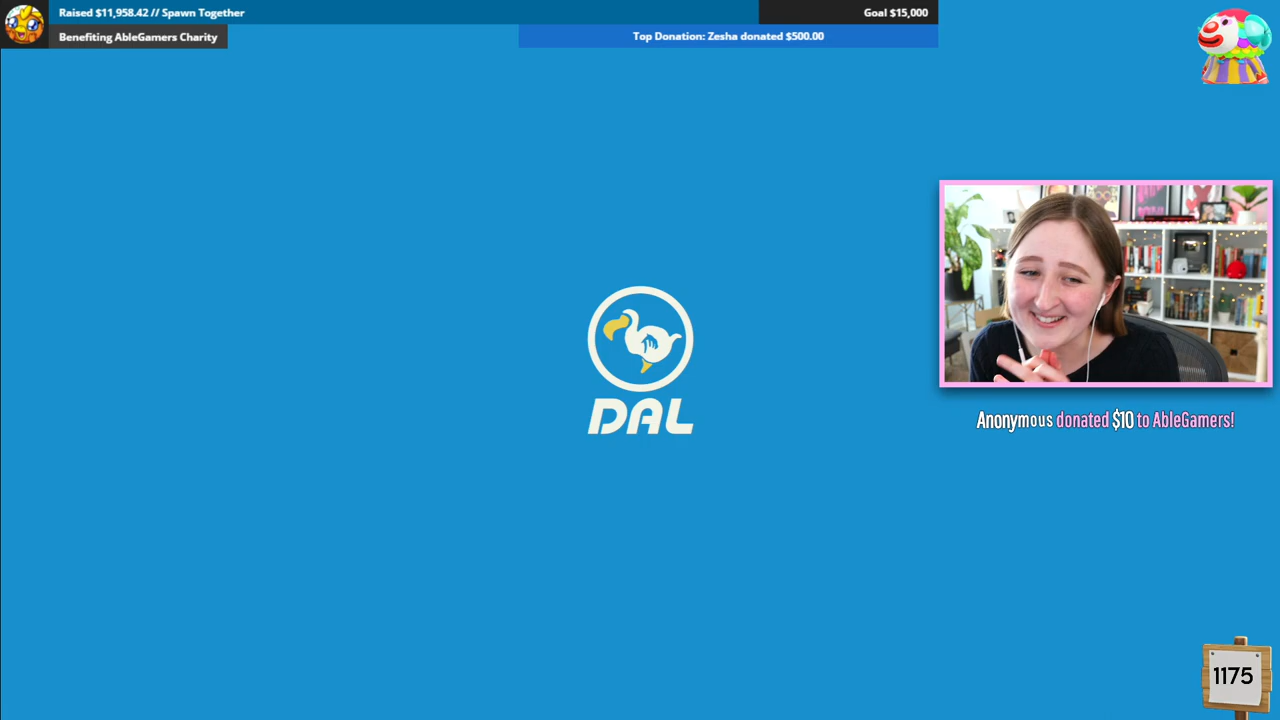 Raised $11,958.42 // Spawn Together
Goal $15,000
Benefiting AbleGamers Charity
Top Donation: Zesha donated $500.00
DAL
Anonymous donated $10 to AbleGamers!
1175